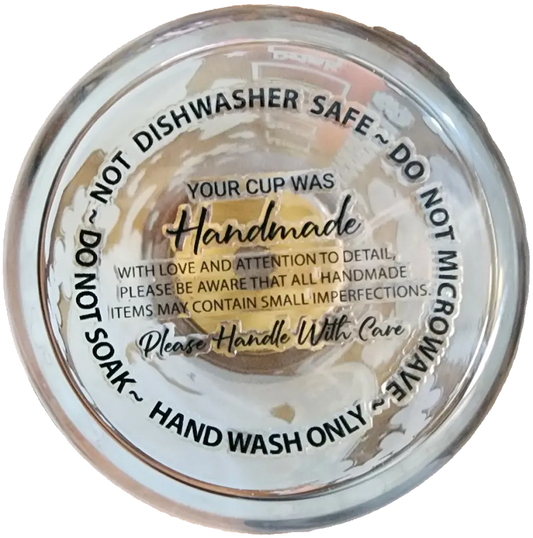 NOT DISHWASHER SAFE ~ DO NOT MICROWAVE ~ HAND WASH ONLY ~ DO NOT SOAK ~
YOUR CUP WAS
Handmade
WITH LOVE AND ATTENTION TO DETAIL,
PLEASE BE AWARE THAT ALL HANDMADE
ITEMS MAY CONTAIN SMALL IMPERFECTIONS.
Please Handle With Care